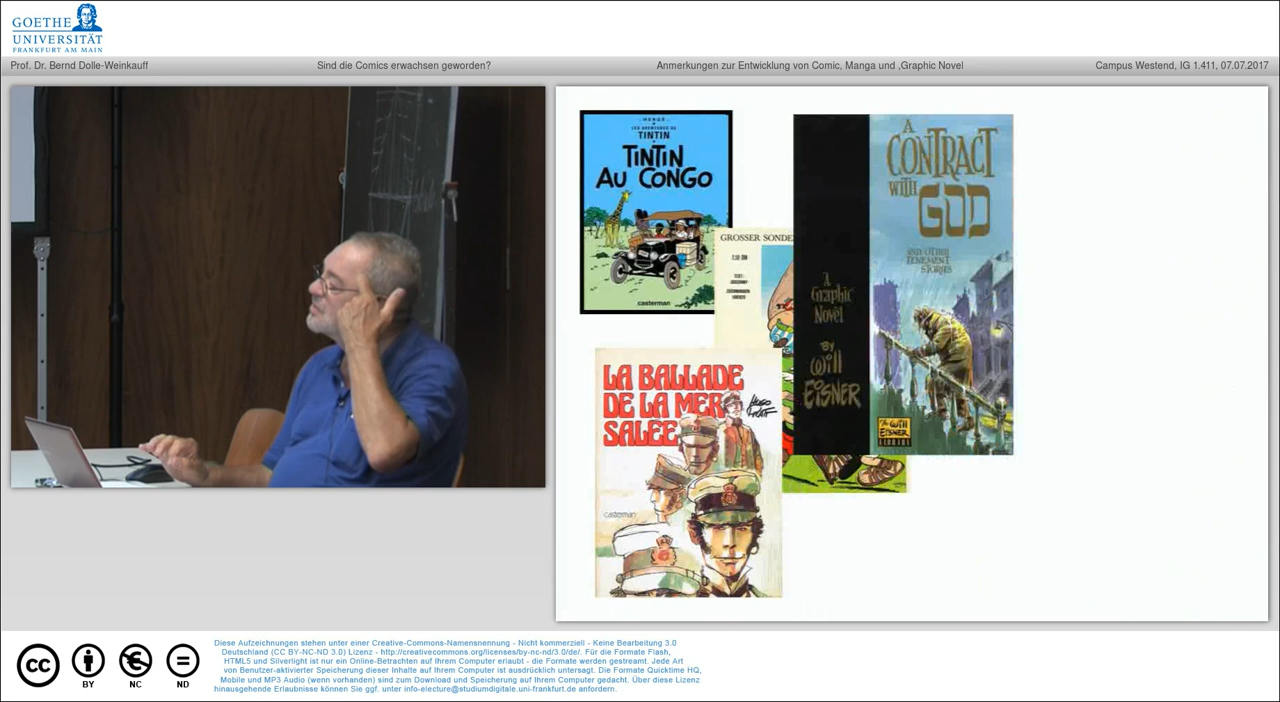 GOETHE
UNIVERSITÄT
FRANKFURT AM MAIN
Prof. Dr. Bernd Dolle-Weinkauff
Sind die Comics erwachsen geworden?
Anmerkungen zur Entwicklung von Comic, Manga und ‚Graphic Novel
Campus Westend, IG 1.411, 07.07.2017
HERGÉ
LES AVENTURES DE
TINTIN
TINTIN
AU CONGO
casterman
GROSSER SONDE
A
CONTRACT
WITH
GOD
AND OTHER
TENEMENT
STORIES
A
Graphic
Novel
BY
Will
EISNER
The WILL
EISNER
LIBRARY
LA BALLADE
DE LA MER
SALÉE
HUGO
PRATT
casterman
cc
BY
NC
ND
Diese Aufzeichnungen stehen unter einer Creative-Commons-Namensnennung - Nicht kommerziell - Keine Bearbeitung 3.0
Deutschland (CC BY-NC-ND 3.0) Lizenz - http://creativecommons.org/licenses/by-nc-nd/3.0/de/. Für die Formate Flash,
HTML5 und Silverlight ist nur ein Online-Betrachten auf Ihrem Computer erlaubt - die Formate werden gestreamt. Jede Art
von Benutzer-aktivierter Speicherung dieser Inhalte auf Ihrem Computer ist ausdrücklich untersagt. Die Formate Quicktime HQ,
Mobile und MP3 Audio (wenn vorhanden) sind zum Download und Speicherung auf Ihrem Computer gedacht. Über diese Lizenz
hinausgehende Erlaubnisse können Sie ggf. unter info-electure@studiumdigitale.uni-frankfurt.de anfordern.